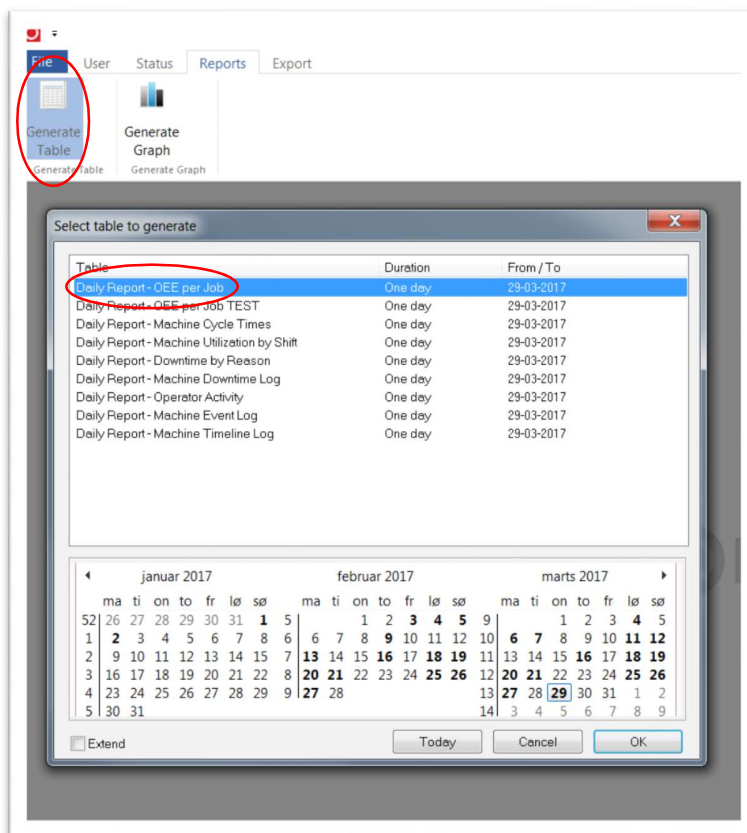 File User Status Reports Export
Generate Table Generate Graph
Generate Table Generate Graph
Select table to generate
Table Duration From / To
Daily Report - OEE per Job One day 29-03-2017
Daily Report - OEE per Job TEST One day 29-03-2017
Daily Report - Machine Cycle Times One day 29-03-2017
Daily Report - Machine Utilization by Shift One day 29-03-2017
Daily Report - Downtime by Reason One day 29-03-2017
Daily Report - Machine Downtime Log One day 29-03-2017
Daily Report - Operator Activity One day 29-03-2017
Daily Report - Machine Event Log One day 29-03-2017
Daily Report - Machine Timeline Log One day 29-03-2017
januar 2017 februar 2017 marts 2017
ma ti on to fr lø sø ma ti on to fr lø sø ma ti on to fr lø sø
52 26 27 28 29 30 31 1 5 1 2 3 4 5 9 1 2 3 4 5
1 2 3 4 5 6 7 8 6 6 7 8 9 10 11 12 10 6 7 8 9 10 11 12
2 9 10 11 12 13 14 15 7 13 14 15 16 17 18 19 11 13 14 15 16 17 18 19
3 16 17 18 19 20 21 22 8 20 21 22 23 24 25 26 12 20 21 22 23 24 25 26
4 23 24 25 26 27 28 29 9 27 28 13 27 28 29 30 31 1 2
5 30 31 14 3 4 5 6 7 8 9
Extend Today Cancel OK